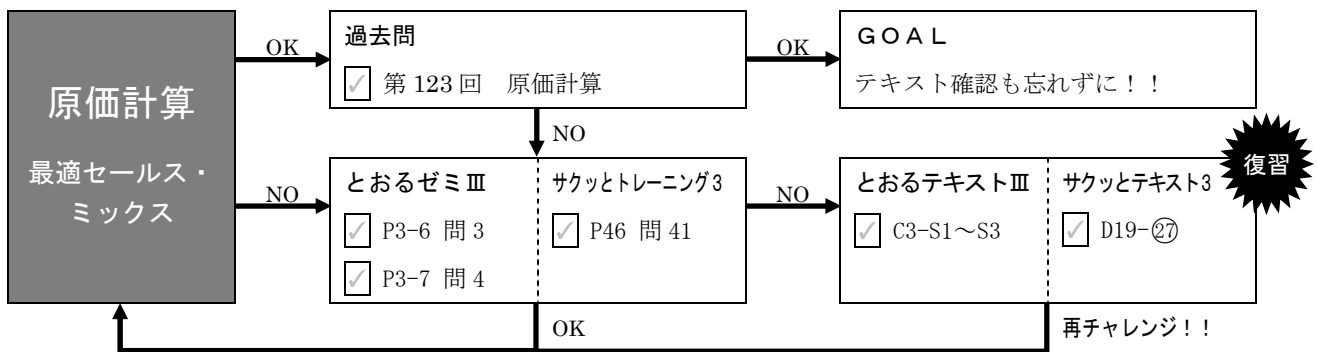 原価計算
最適セールス・
ミックス
OK
過去問
✓ 第123回 原価計算
OK
GOAL
テキスト確認も忘れずに！！
NO
NO
とおるゼミⅢ
✓ P3-6 問3
✓ P3-7 問4
サクッとトレーニング3
✓ P46 問41
NO
とおるテキストⅢ
✓ C3-S1～S3
サクッとテキスト3
✓ D19-㉗
復習
OK
再チャレンジ！！